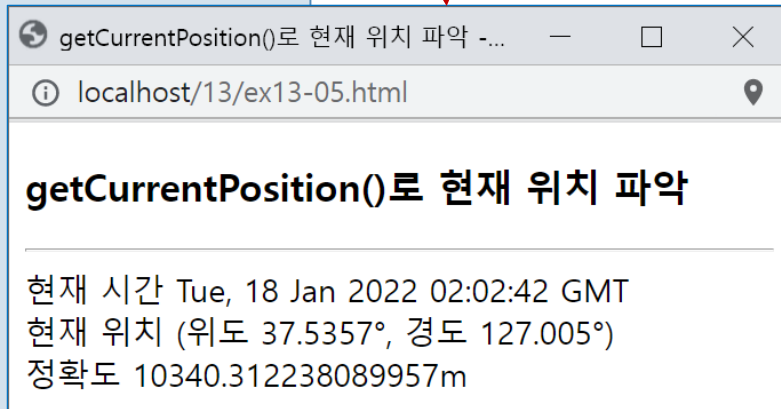 getCurrentPosition()로 현재 위치 파악 -...
localhost/13/ex13-05.html
getCurrentPosition()로 현재 위치 파악
현재 시간 Tue, 18 Jan 2022 02:02:42 GMT
현재 위치 (위도 37.5357°, 경도 127.005°)
정확도 10340.312238089957m